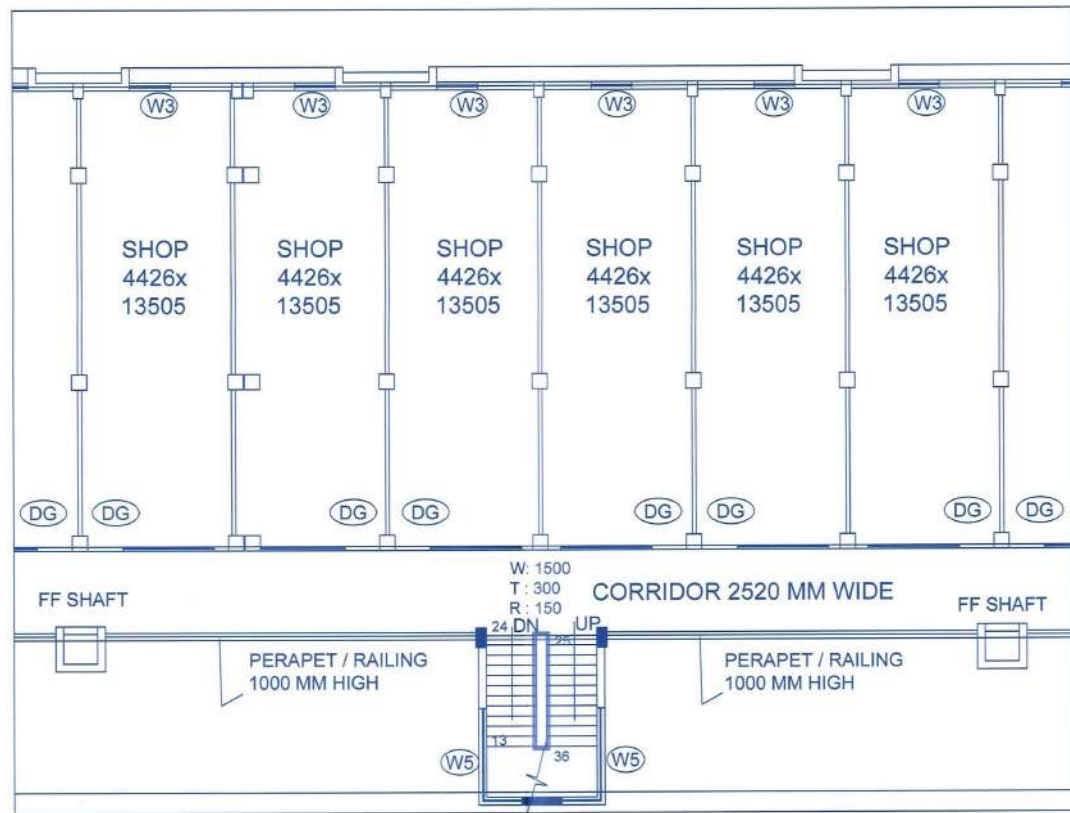 W3 W3 W3 W3 W3 W3
SHOP
4426x
13505
SHOP
4426x
13505
SHOP
4426x
13505
SHOP
4426x
13505
SHOP
4426x
13505
SHOP
4426x
13505
DG DG DG DG DG DG DG DG
W: 1500
T : 300
R : 150
CORRIDOR 2520 MM WIDE
FF SHAFT
FF SHAFT
24 DN UP
25
PERAPET / RAILING
1000 MM HIGH
PERAPET / RAILING
1000 MM HIGH
13
36
W5 W5